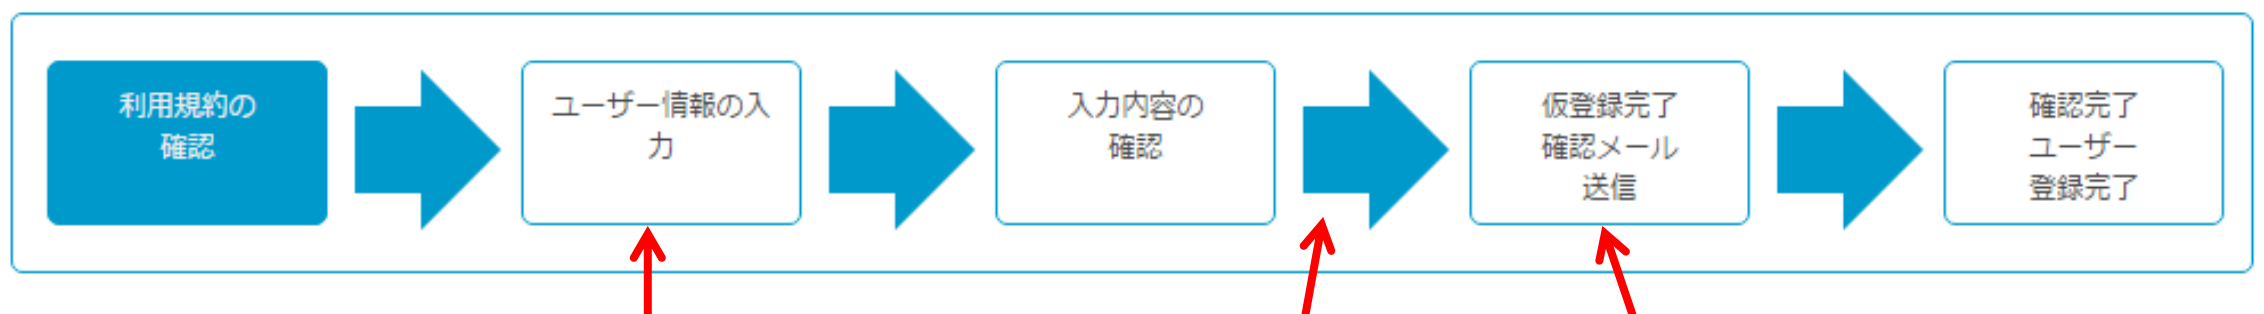 利用規約の
確認
ユーザー情報の入
力
入力内容の
確認
仮登録完了
確認メール
送信
確認完了
ユーザー
登録完了